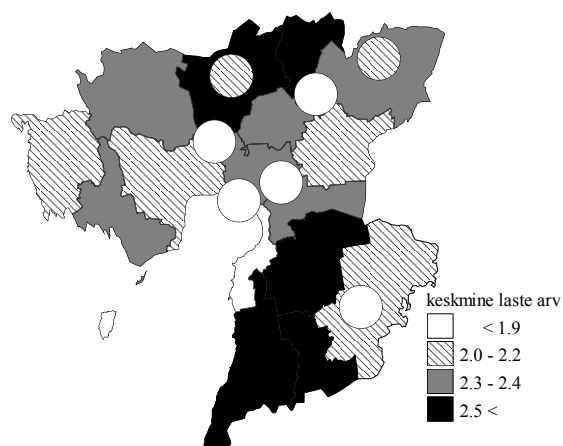 keskmine laste arv
< 1.9
2.0 - 2.2
2.3 - 2.4
2.5 <